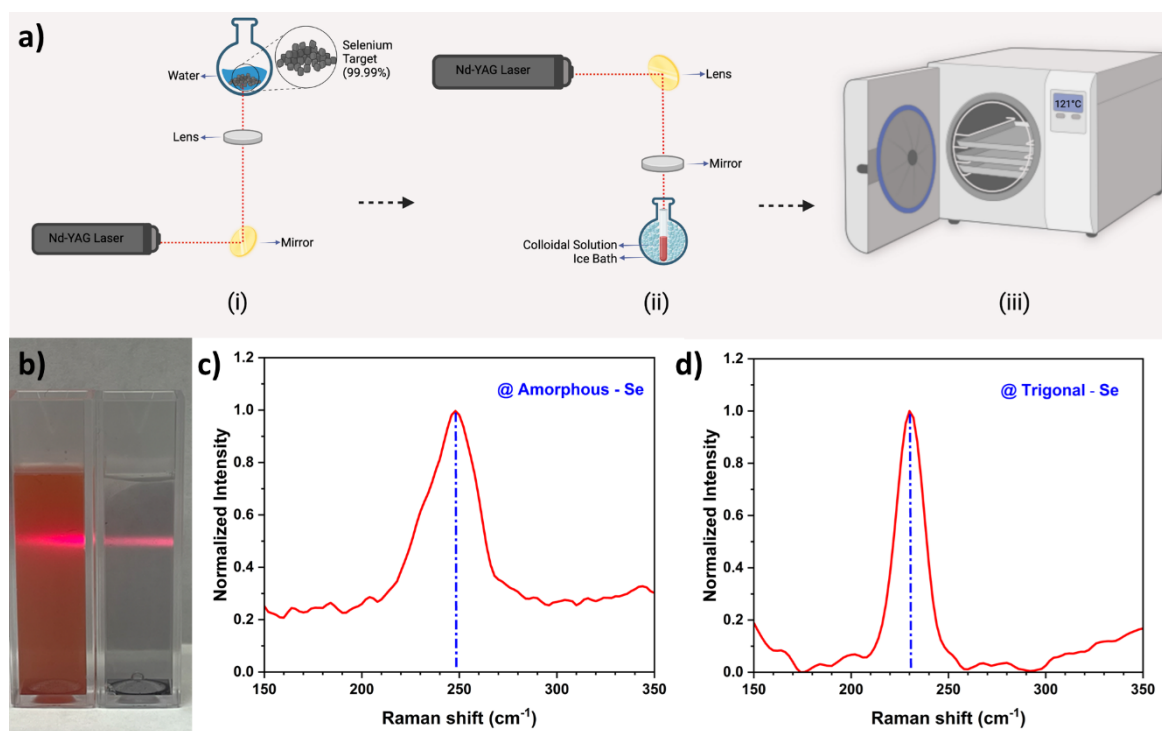 a)
Selenium
Target
(99.99%)
Water
Lens
Nd-YAG Laser
Mirror
(i)
Nd-YAG Laser
Lens
Mirror
Colloidal Solution
Ice Bath
(ii)
121°C
(iii)
b)
c)
@ Amorphous - Se
Normalized Intensity
1.2
1.0
0.8
0.6
0.4
0.2
0.0
150
200
250
300
350
Raman shift (cm⁻¹)
d)
@ Trigonal - Se
Normalized Intensity
1.2
1.0
0.8
0.6
0.4
0.2
0.0
150
200
250
300
350
Raman shift (cm⁻¹)